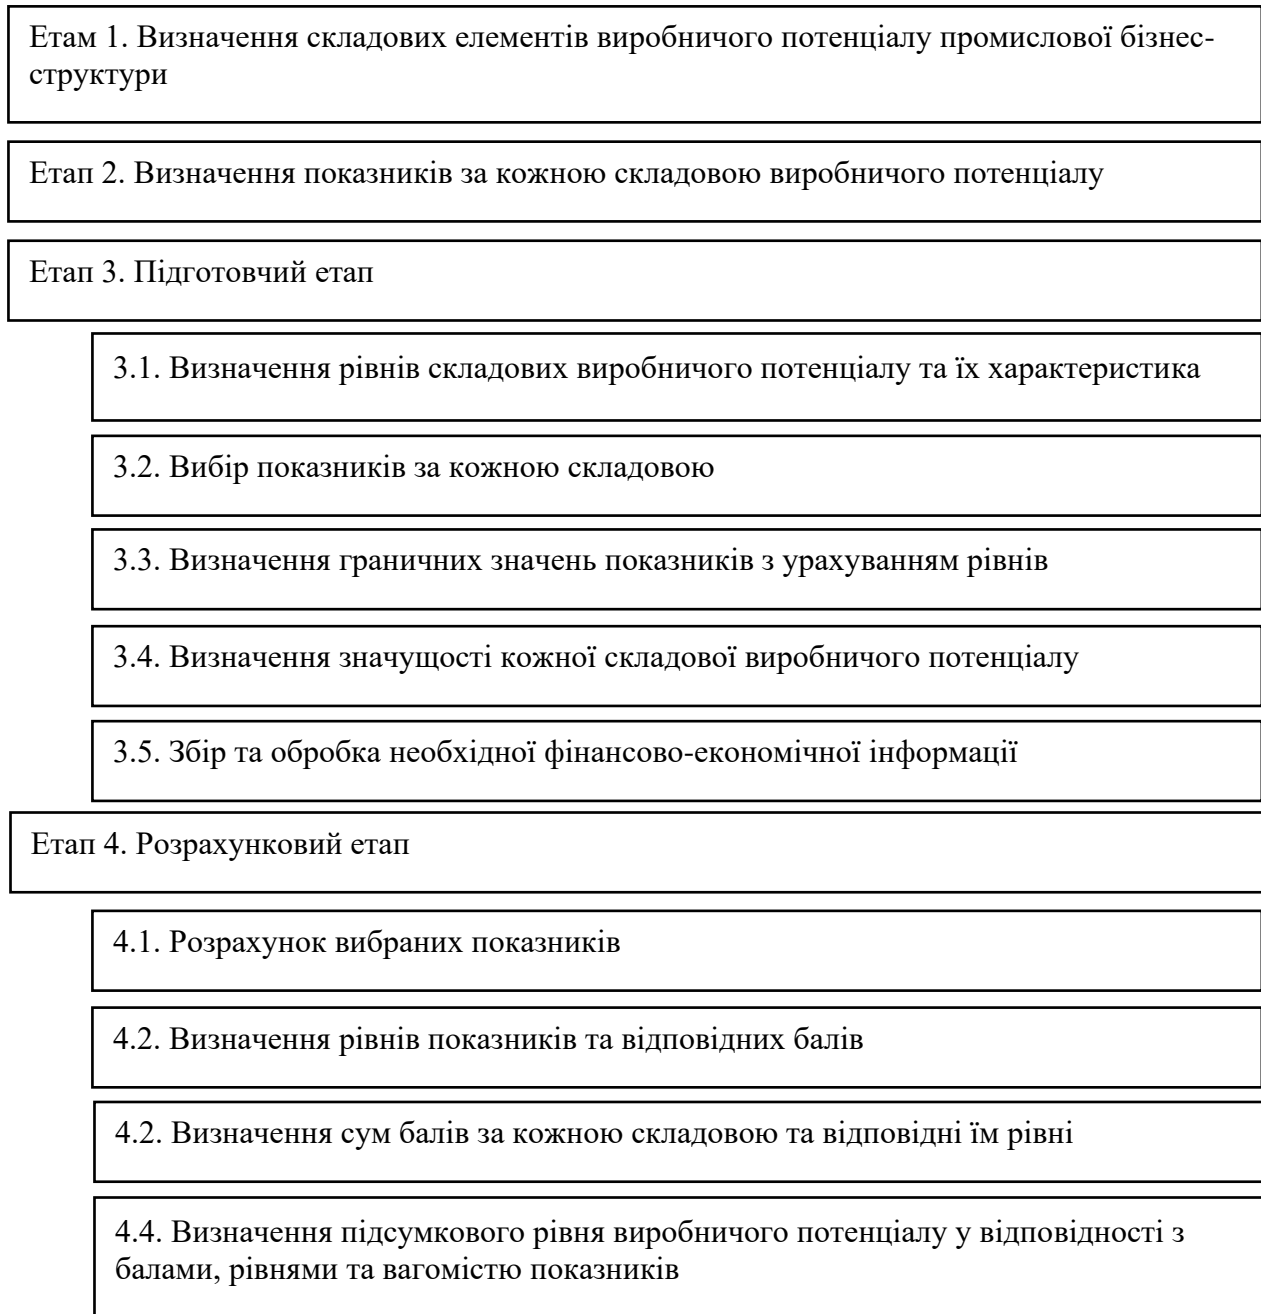 Етам 1. Визначення складових елементів виробничого потенціалу промислової бізнес-
структури
Етап 2. Визначення показників за кожною складовою виробничого потенціалу
Етап 3. Підготовчий етап
3.1. Визначення рівнів складових виробничого потенціалу та їх характеристика
3.2. Вибір показників за кожною складовою
3.3. Визначення граничних значень показників з урахуванням рівнів
3.4. Визначення значущості кожної складової виробничого потенціалу
3.5. Збір та обробка необхідної фінансово-економічної інформації
Етап 4. Розрахунковий етап
4.1. Розрахунок вибраних показників
4.2. Визначення рівнів показників та відповідних балів
4.2. Визначення сум балів за кожною складовою та відповідні їм рівні
4.4. Визначення підсумкового рівня виробничого потенціалу у відповідності з
балами, рівнями та вагомістю показників